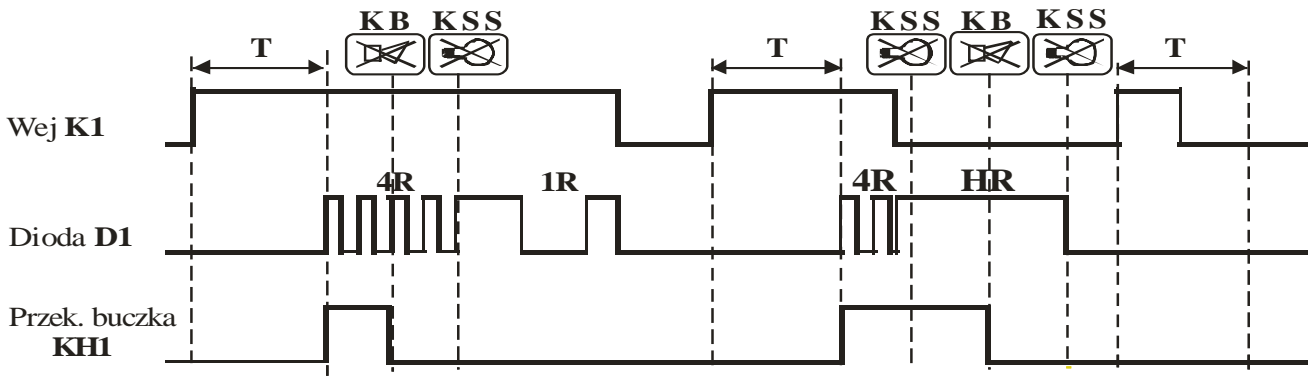 KB KSS KSS KB KSS
T T T
Wej K1
4R 1R 4R HR
Dioda D1
Przek. buczka
KH1